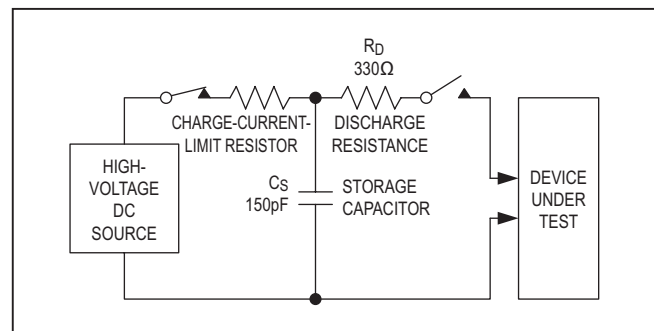 R_D
330Ω
CHARGE-CURRENT-
LIMIT RESISTOR
DISCHARGE
RESISTANCE
HIGH-
VOLTAGE
DC
SOURCE
C_S
150pF
STORAGE
CAPACITOR
DEVICE
UNDER
TEST